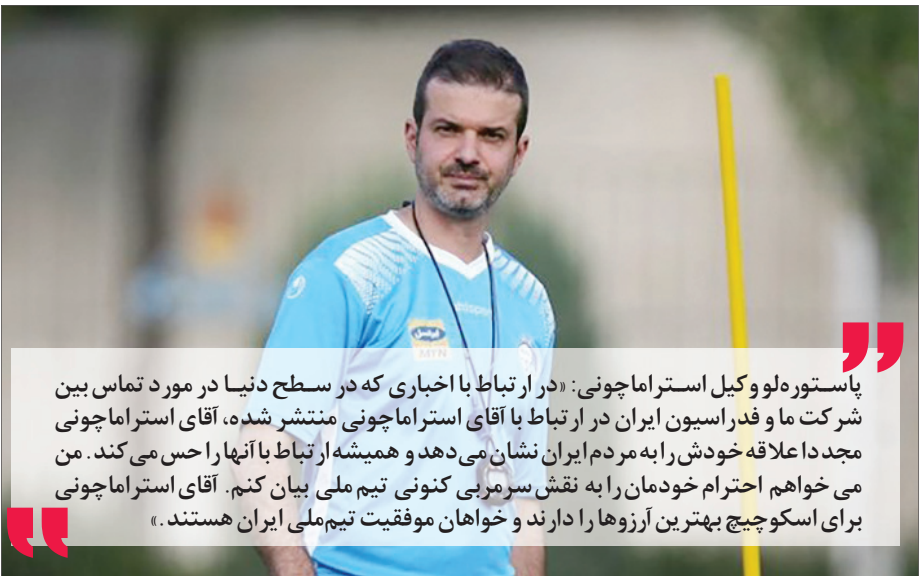 uhlsport
ایرانسل
MTN
پاستوره‌لو وکیل استراماچونی: «در ارتباط با اخباری که در سطح دنیا در مورد تماس بین
شرکت ما و فدراسیون ایران در ارتباط با آقای استراماچونی منتشر شده، آقای استراماچونی
مجددا علاقه خودش را به مردم ایران نشان می‌دهد و همیشه ارتباط با آنها را حس می‌کند. من
می خواهم احترام خودمان را به نقش سرمربی کنونی تیم ملی بیان کنم. آقای استراماچونی
برای اسکوچیچ بهترین آرزوها را دارند و خواهان موفقیت تیم‌ملی ایران هستند.»